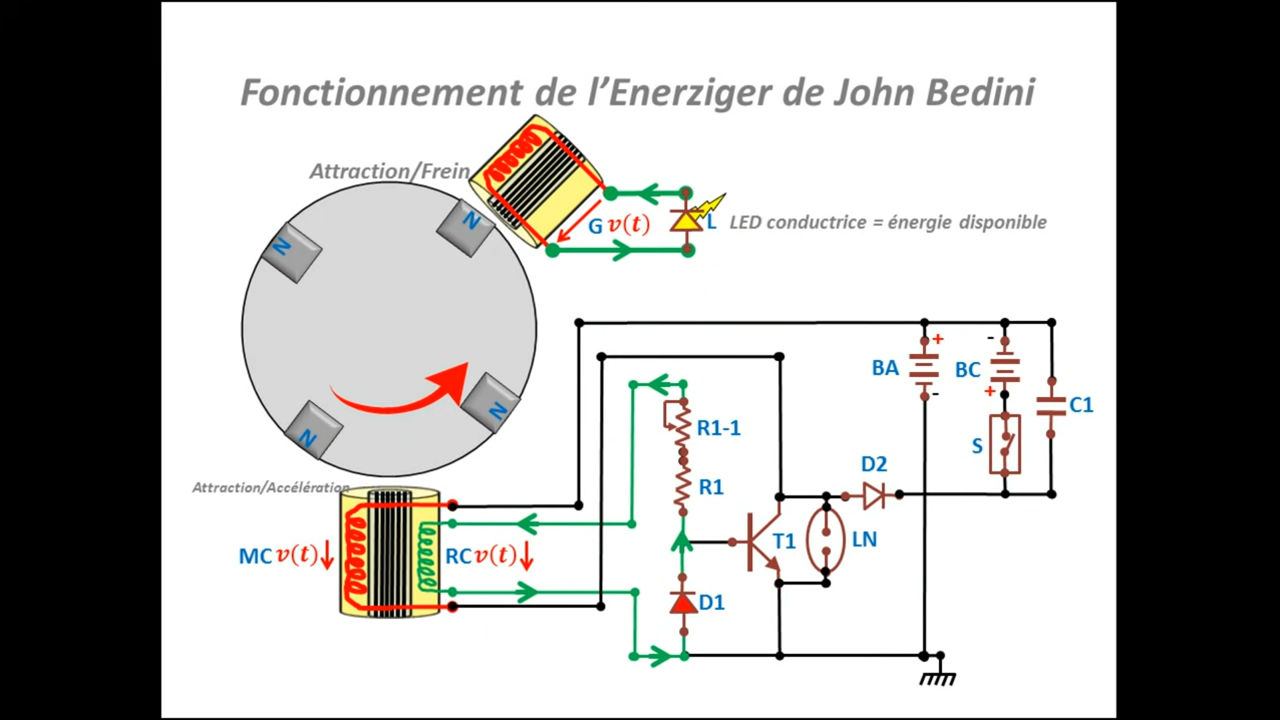 Fonctionnement de l'Enerziger de John Bedini
Attraction/Frein
N
N
G v(t)
L
LED conductrice = énergie disponible
N
N
BA
+
-
BC
-
+
C1
S
R1-1
R1
D2
T1
LN
D1
Attraction/Accélération
MC v(t)
RC v(t)